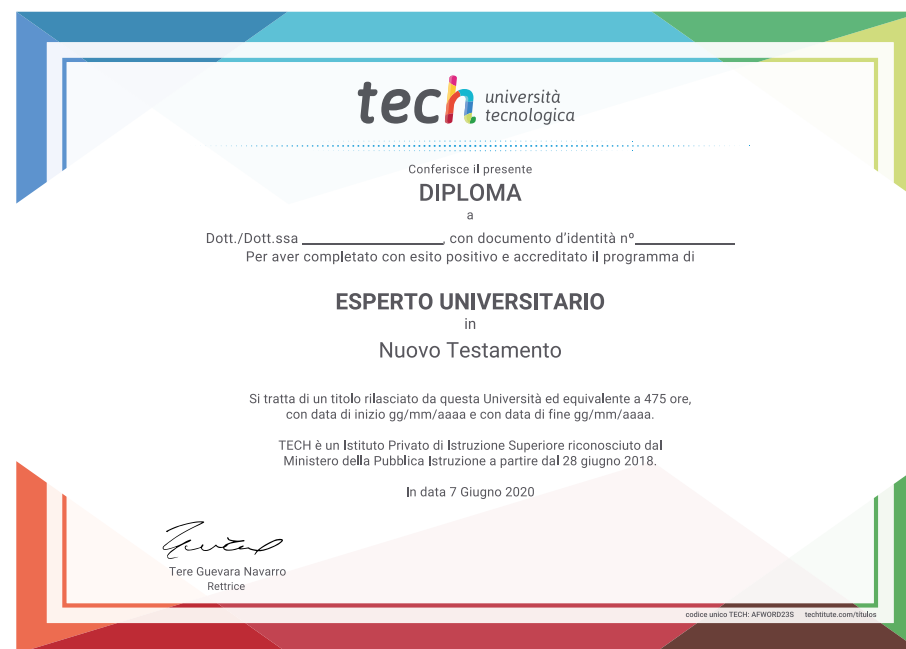 tech università
tecnologica
Conferisce il presente
DIPLOMA
a
Dott./Dott.ssa ____________________, con documento d'identità nº______________
Per aver completato con esito positivo e accreditato il programma di
ESPERTO UNIVERSITARIO
in
Nuovo Testamento
Si tratta di un titolo rilasciato da questa Università ed equivalente a 475 ore,
con data di inizio gg/mm/aaaa e con data di fine gg/mm/aaaa.
TECH è un Istituto Privato di Istruzione Superiore riconosciuto dal
Ministero della Pubblica Istruzione a partire dal 28 giugno 2018.
In data 7 Giugno 2020
Tere Guevara Navarro
Rettrice
codice unico TECH: AFWORD23S techtitute.com/titulos